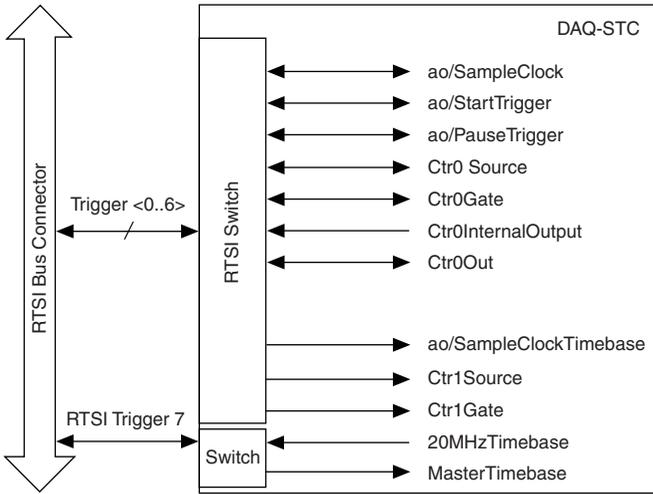 DAQ-STC
ao/SampleClock
ao/StartTrigger
ao/PauseTrigger
Ctr0 Source
Trigger <0..6>
Ctr0Gate
RTSI Bus Connector
RTSI Switch
Ctr0InternalOutput
Ctr0Out
ao/SampleClockTimebase
Ctr1Source
Ctr1Gate
RTSI Trigger 7
20MHzTimebase
Switch
MasterTimebase